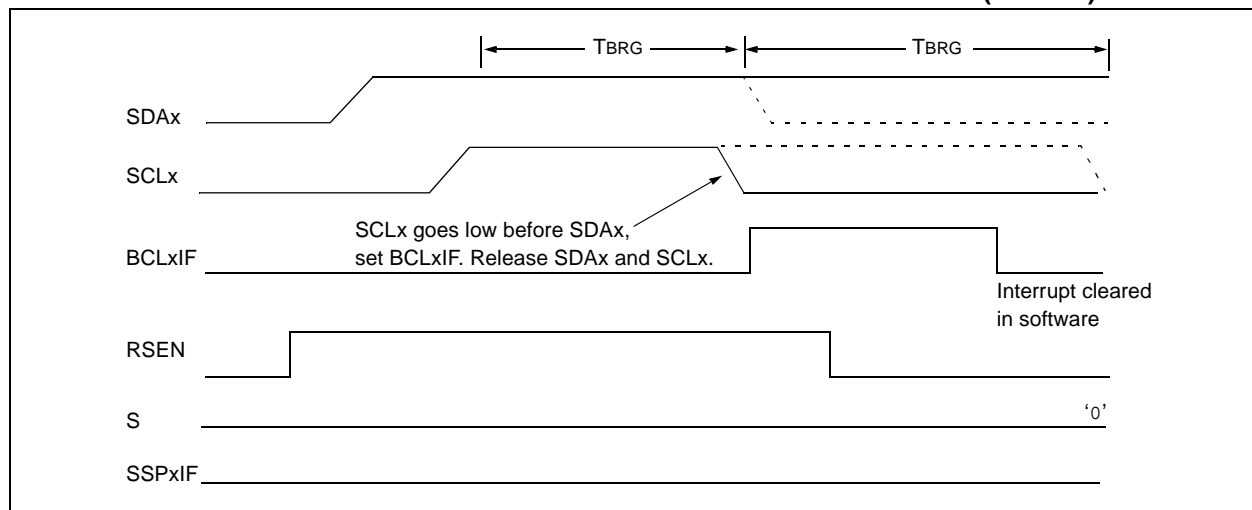 TBRG TBRG
SDAx
SCLx
SCLx goes low before SDAx,
set BCLxIF. Release SDAx and SCLx.
BCLxIF
Interrupt cleared
in software
RSEN
S
‘0’
SSPxIF